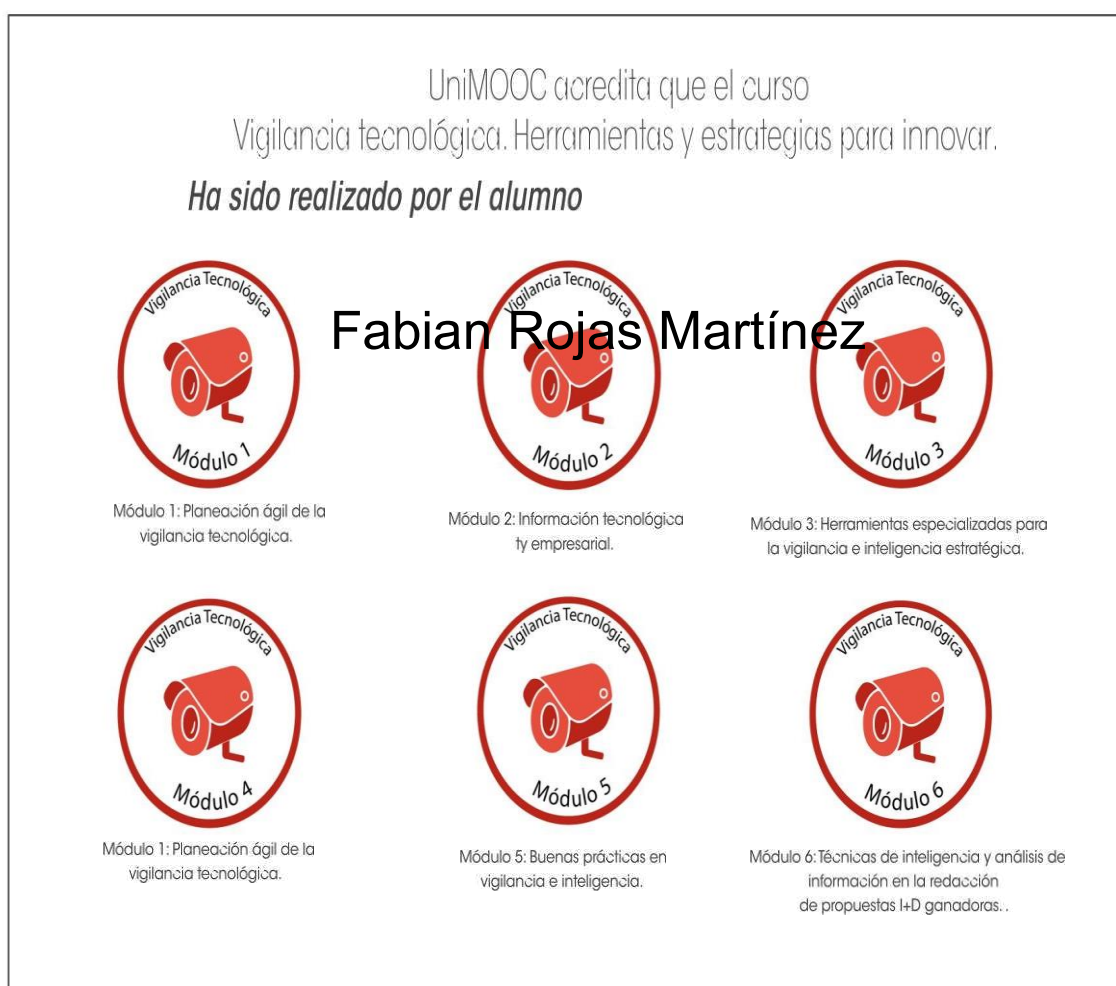 UniMOOC acredita que el curso
Vigilancia tecnológica. Herramientas y estrategias para innovar.
Ha sido realizado por el alumno
Fabian Rojas Martínez
Vigilancia Tecnológica
Módulo 1
Módulo 1: Planeación ágil de la
vigilancia tecnológica.
Vigilancia Tecnológica
Módulo 2
Módulo 2: Información tecnológica
ty empresarial.
Vigilancia Tecnológica
Módulo 3
Módulo 3: Herramientas especializadas para
la vigilancia e inteligencia estratégica.
Vigilancia Tecnológica
Módulo 4
Módulo 1: Planeación ágil de la
vigilancia tecnológica.
Vigilancia Tecnológica
Módulo 5
Módulo 5: Buenas prácticas en
vigilancia e inteligencia.
Vigilancia Tecnológica
Módulo 6
Módulo 6: Técnicas de inteligencia y análisis de
información en la redacción
de propuestas I+D ganadoras. .